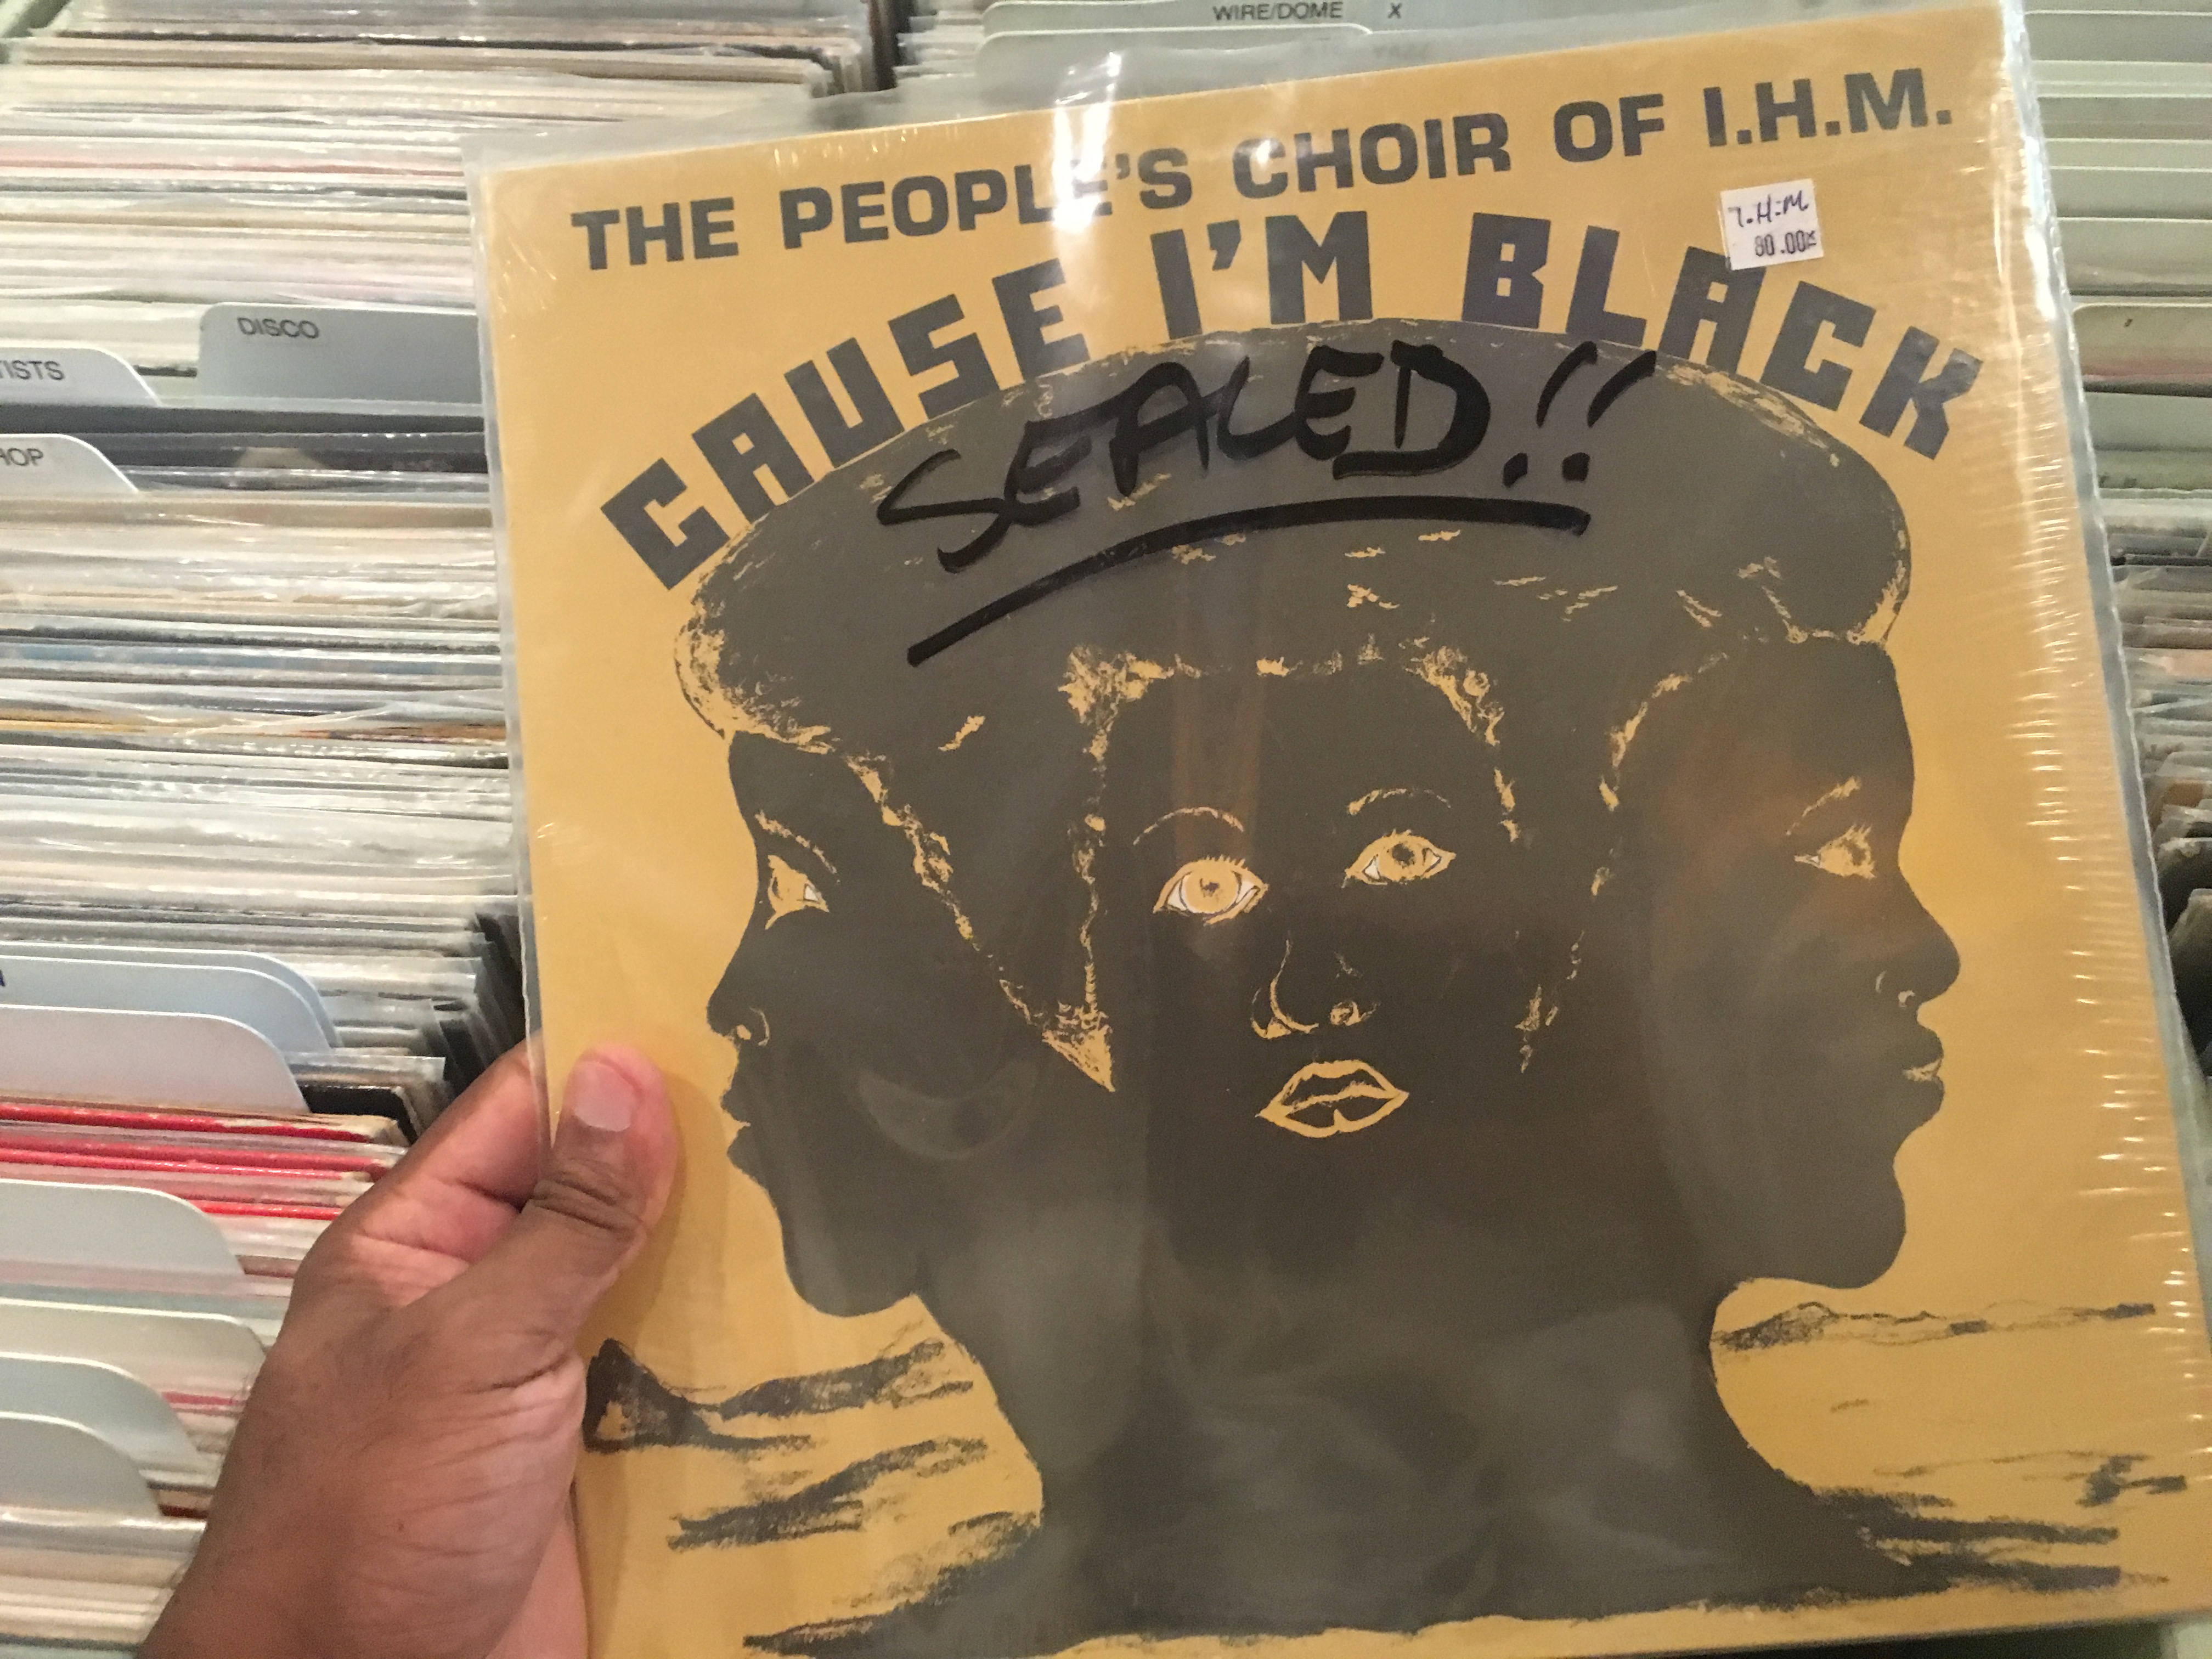 WIRE/DOME X
THE PEOPLE'S CHOIR OF I.H.M.
I.H.M
80.00
CAUSE I'M BLACK
SEALED!!
DISCO
TISTS
HOP